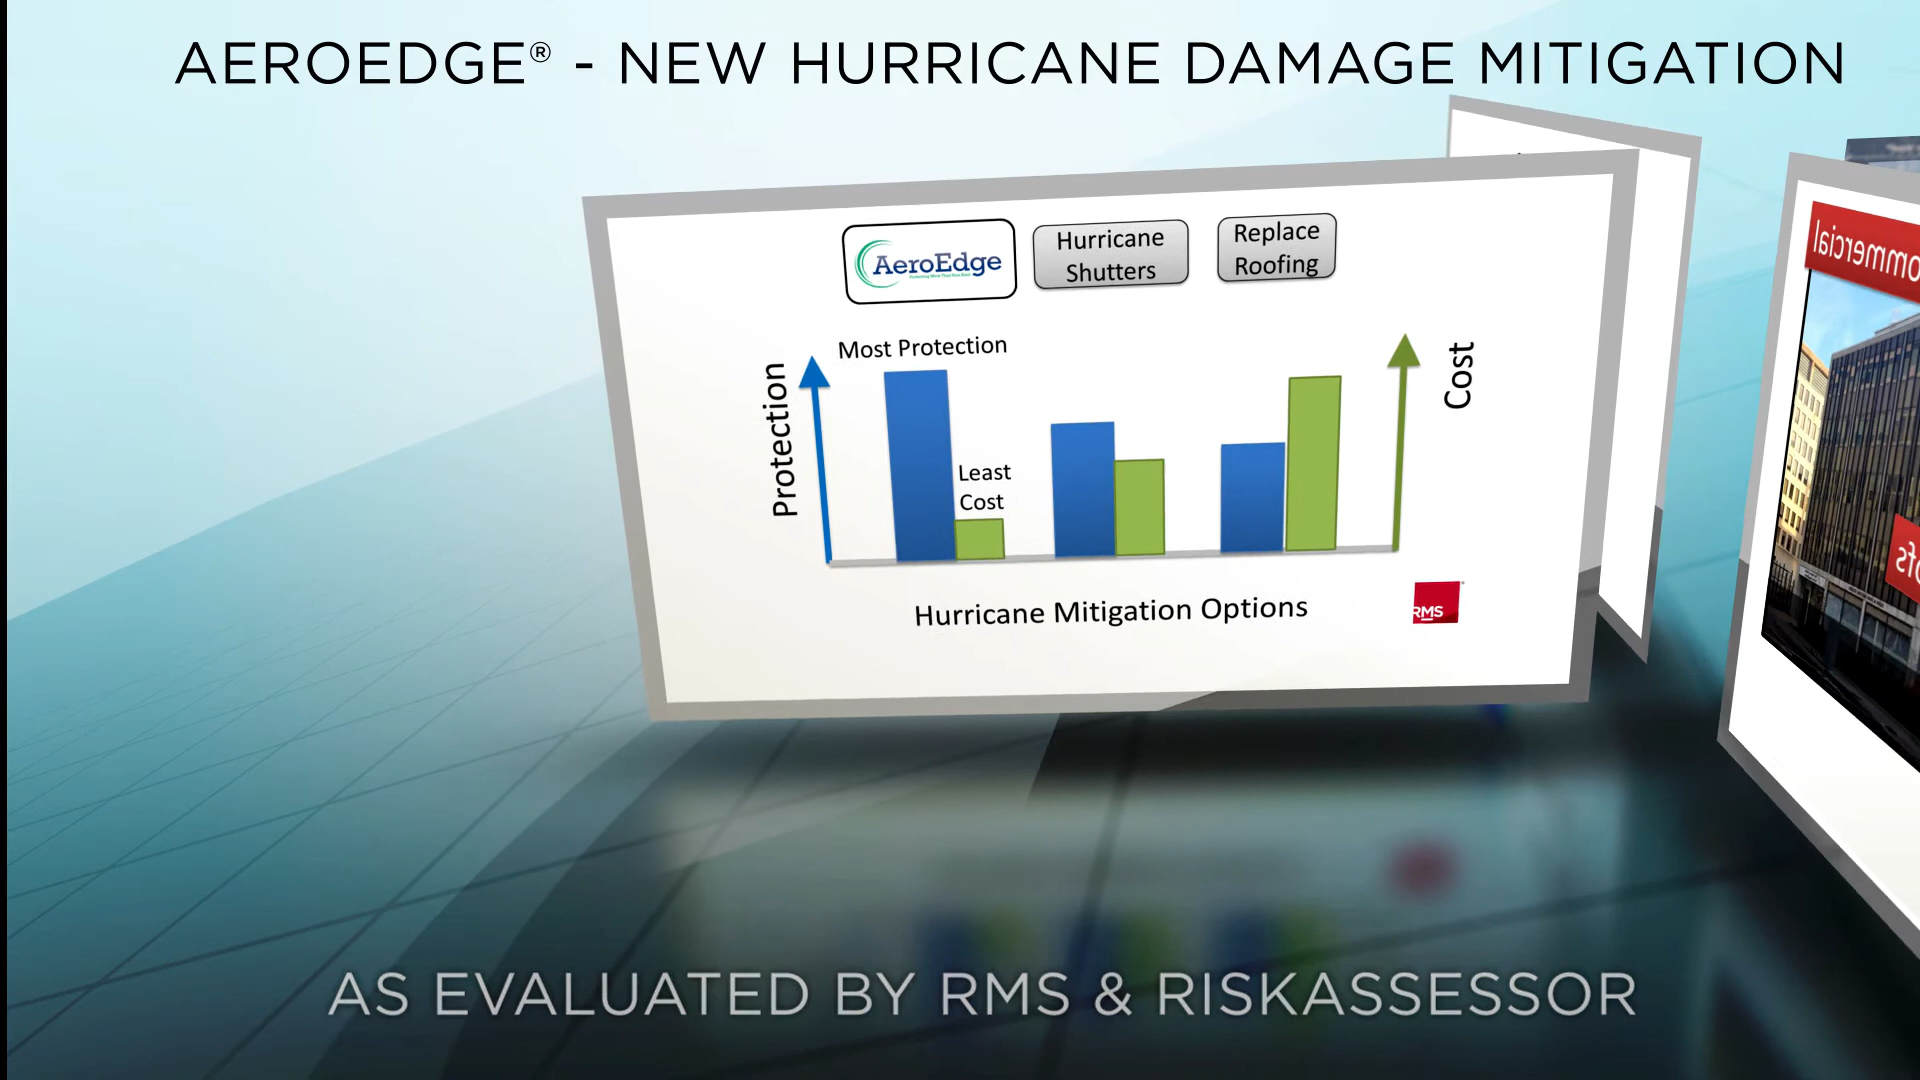 AEROEDGE® - NEW HURRICANE DAMAGE MITIGATION
AeroEdge
Hurricane
Shutters
Replace
Roofing
Most Protection
Protection
Least
Cost
Cost
Hurricane Mitigation Options
RMS
AS EVALUATED BY RMS & RISKASSESSOR